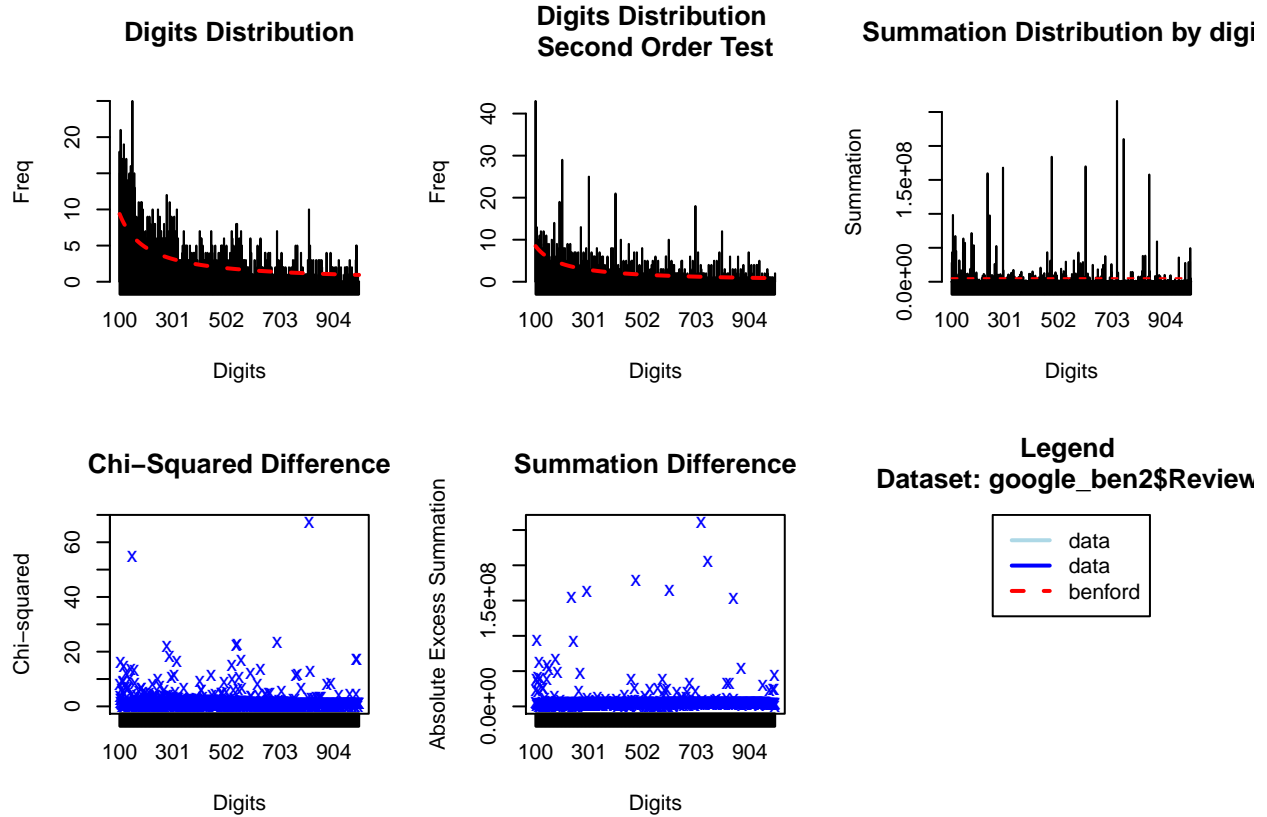 Digits Distribution
Freq
0
5
10
20
100 301 502 703 904
Digits
Digits Distribution
Second Order Test
Freq
0
10
20
30
40
100 301 502 703 904
Digits
Summation Distribution by digi
Summation
0.0e+00
1.5e+08
100 301 502 703 904
Digits
Chi−Squared Difference
Chi−squared
0
20
40
60
100 301 502 703 904
Digits
Summation Difference
Absolute Excess Summation
0.0e+00
1.5e+08
100 301 502 703 904
Digits
Legend
Dataset: google_ben2$Review
data
data
benford